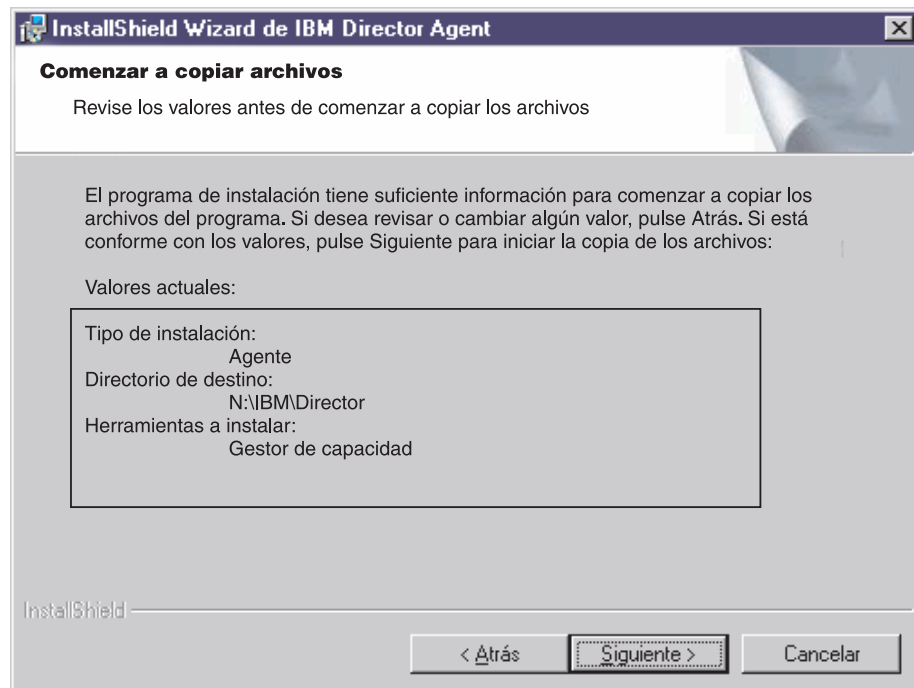 InstallShield Wizard de IBM Director Agent
Comenzar a copiar archivos
Revise los valores antes de comenzar a copiar los archivos
El programa de instalación tiene suficiente información para comenzar a copiar los
archivos del programa. Si desea revisar o cambiar algún valor, pulse Atrás. Si está
conforme con los valores, pulse Siguiente para iniciar la copia de los archivos:
Valores actuales:
Tipo de instalación:
Agente
Directorio de destino:
N:\IBM\Director
Herramientas a instalar:
Gestor de capacidad
InstallShield
< Atrás
Siguiente >
Cancelar